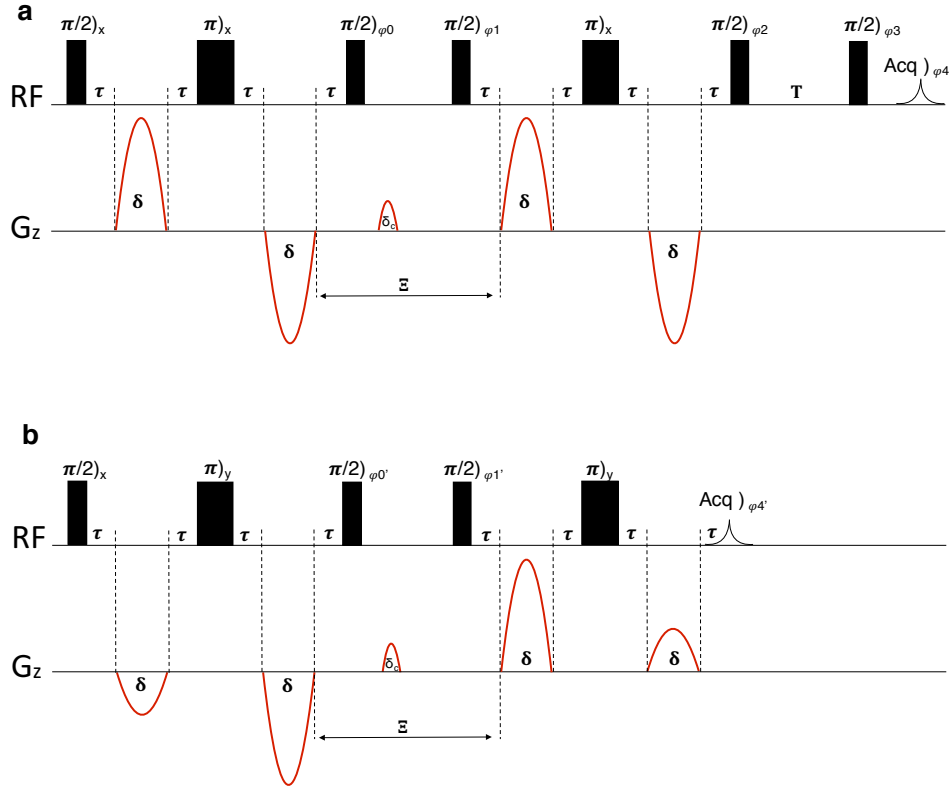 a
π/2)x π)x π/2)φ0 π/2)φ1 π)x π/2)φ2 π/2)φ3
Acq )φ4
RF τ τ τ τ τ τ τ τ T
δ δc δ
Gz
δ δ
Ξ
b
π/2)x π)y π/2)φ0' π/2)φ1' π)y
Acq )φ4'
RF τ τ τ τ τ τ τ τ
δc δ δ
Gz
δ δ
Ξ